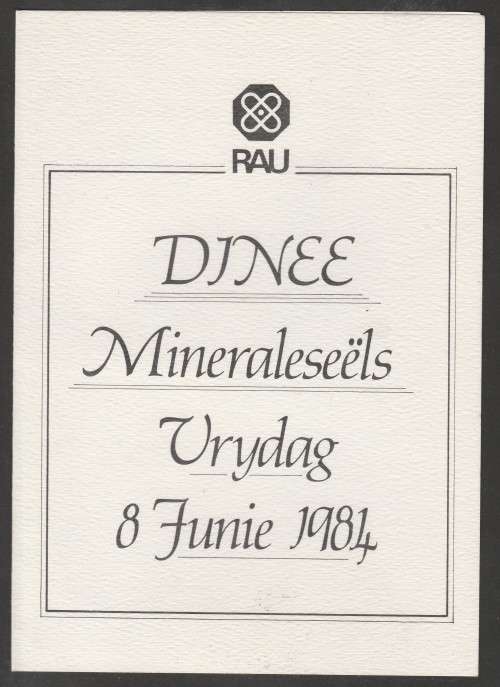 RAU
DINEE
Mineraleseëls
Vrydag
8 Junie 1984